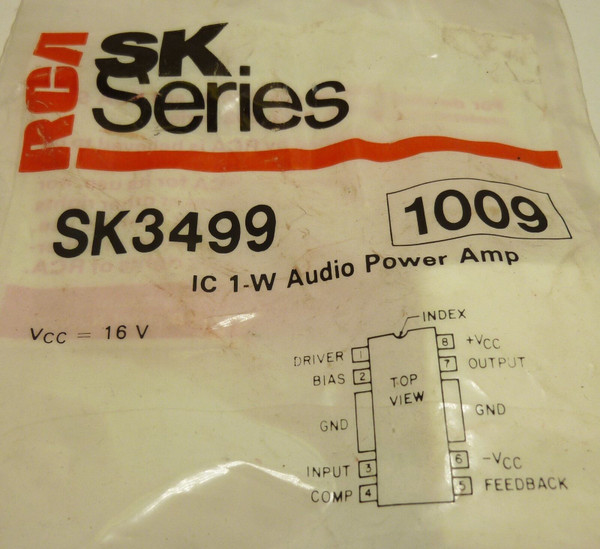 RCA
SK
Series
SK3499
1009
IC 1-W Audio Power Amp
VCC = 16 V
INDEX
DRIVER 1
8 +VCC
BIAS 2
7 OUTPUT
TOP
VIEW
GND
GND
INPUT 3
6 -VCC
COMP 4
5 FEEDBACK